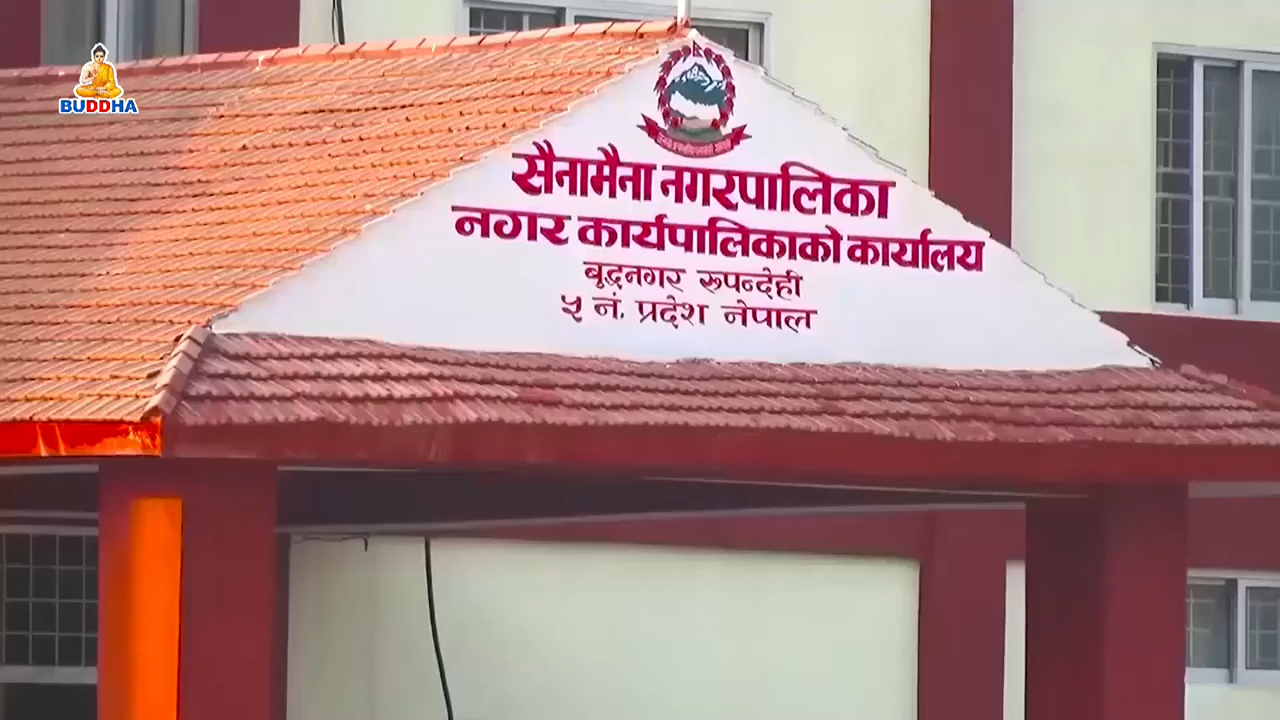 BUDDHA
सैनामैना नगरपालिका
नगर कार्यपालिकाको कार्यालय
बुद्धनगर रुपन्देही
५ नं. प्रदेश नेपाल